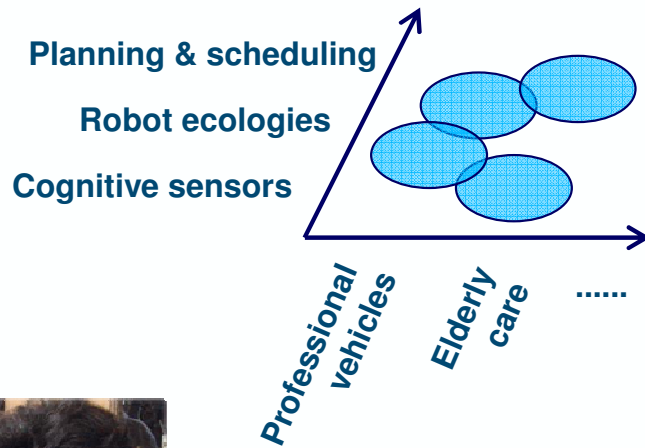 Planning & scheduling
Robot ecologies
Cognitive sensors
Professional
vehicles
Elderly
care
......